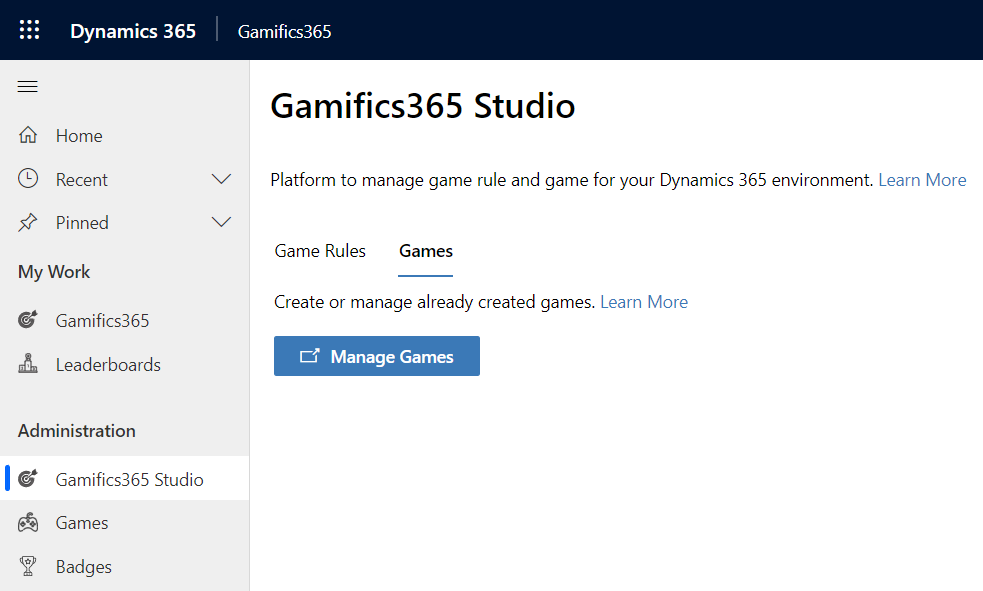 Dynamics 365 Gamifics365
Home
Recent
Pinned
My Work
Gamifics365
Leaderboards
Administration
Gamifics365 Studio
Games
Badges
Gamifics365 Studio
Platform to manage game rule and game for your Dynamics 365 environment. Learn More
Game Rules Games
Create or manage already created games. Learn More
Manage Games